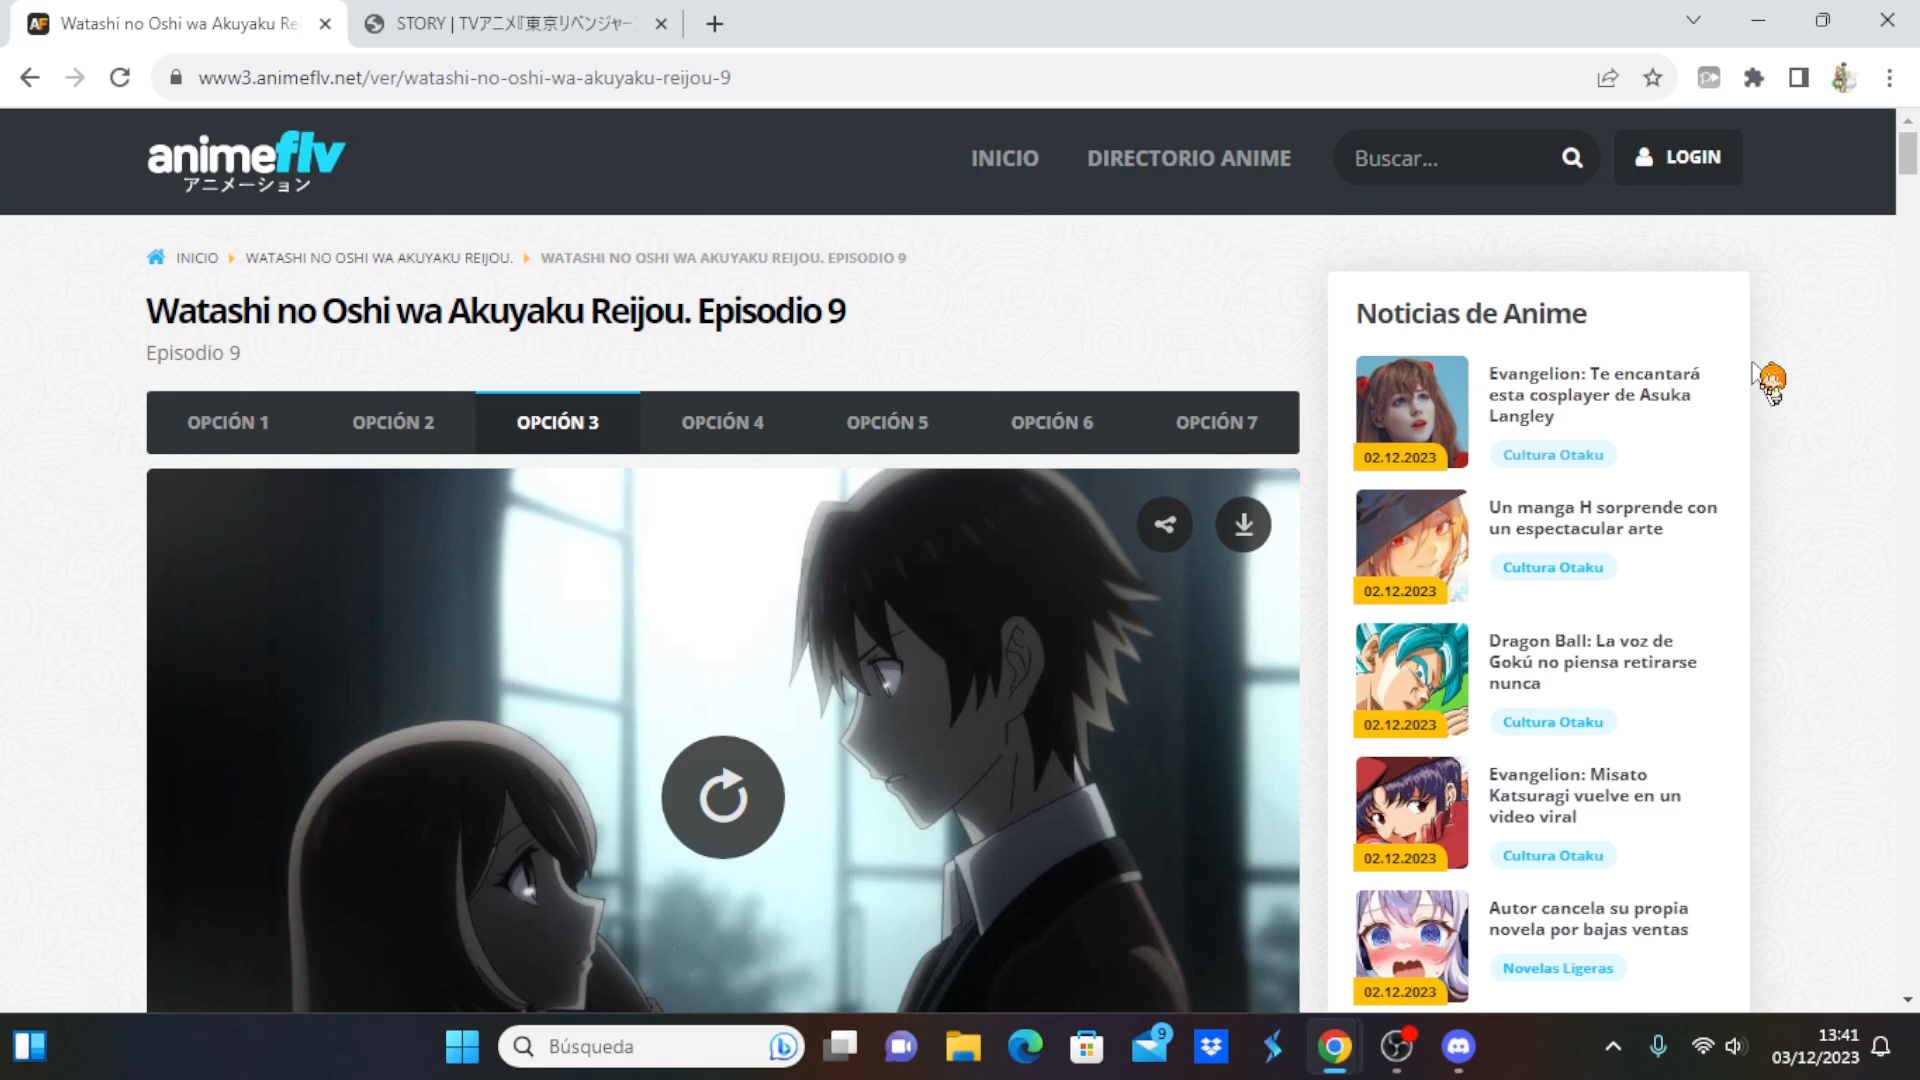 Watashi no Oshi wa Akuyaku Re
STORY | TVアニメ『東京リベンジャー
www3.animeflv.net/ver/watashi-no-oshi-wa-akuyaku-reijou-9
animeflv
アニメーション
INICIO
DIRECTORIO ANIME
Buscar...
LOGIN
INICIO
WATASHI NO OSHI WA AKUYAKU REIJOU.
WATASHI NO OSHI WA AKUYAKU REIJOU. EPISODIO 9
Watashi no Oshi wa Akuyaku Reijou. Episodio 9
Episodio 9
OPCIÓN 1
OPCIÓN 2
OPCIÓN 3
OPCIÓN 4
OPCIÓN 5
OPCIÓN 6
OPCIÓN 7
Noticias de Anime
Evangelion: Te encantará
esta cosplayer de Asuka
Langley
Cultura Otaku
02.12.2023
Un manga H sorprende con
un espectacular arte
Cultura Otaku
02.12.2023
Dragon Ball: La voz de
Gokú no piensa retirarse
nunca
Cultura Otaku
02.12.2023
Evangelion: Misato
Katsuragi vuelve en un
video viral
Cultura Otaku
02.12.2023
Autor cancela su propia
novela por bajas ventas
Novelas Ligeras
02.12.2023
Búsqueda
9
13:41
03/12/2023